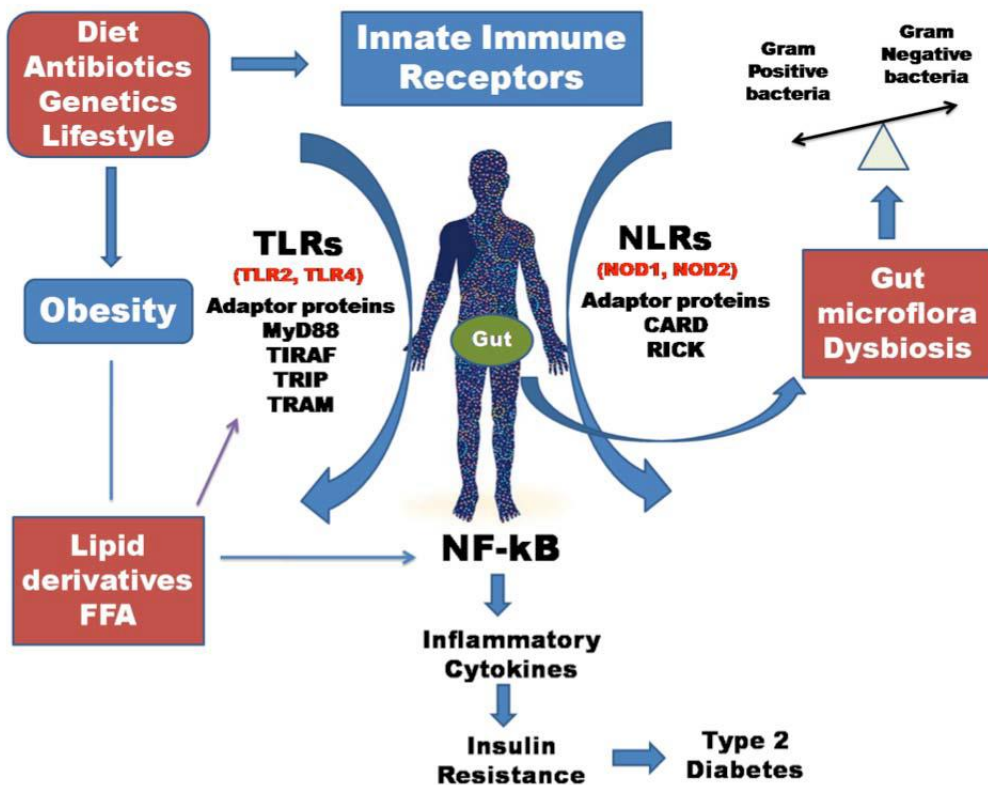 Diet
Antibiotics
Genetics
Lifestyle
Innate Immune
Receptors
Gram
Positive
bacteria
Gram
Negative
bacteria
TLRs
(TLR2, TLR4)
Adaptor proteins
MyD88
TIRAF
TRIP
TRAM
NLRs
(NOD1, NOD2)
Adaptor proteins
CARD
RICK
Obesity
Gut
Gut
microflora
Dysbiosis
Lipid
derivatives
FFA
NF-kB
Inflammatory
Cytokines
Insulin
Resistance
Type 2
Diabetes